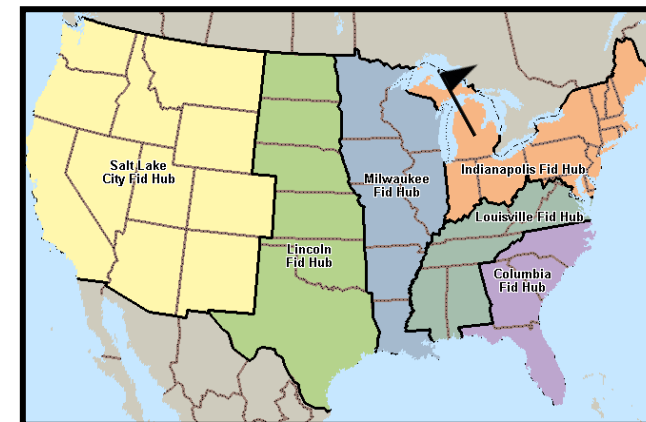 Salt Lake
City Fid Hub
Milwaukee
Fid Hub
Indianapolis Fid Hub
Louisville Fid Hub
Lincoln
Fid Hub
Columbia
Fid Hub